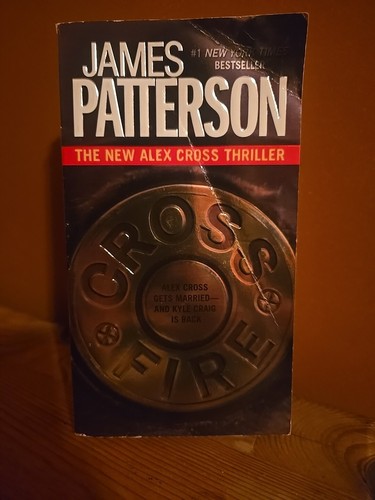 JAMES
#1 NEW YORK TIMES
BESTSELLER
PATTERSON
THE NEW ALEX CROSS THRILLER
CROSS
ALEX CROSS
GETS MARRIED—
AND KYLE CRAIG
IS BACK
FIRE